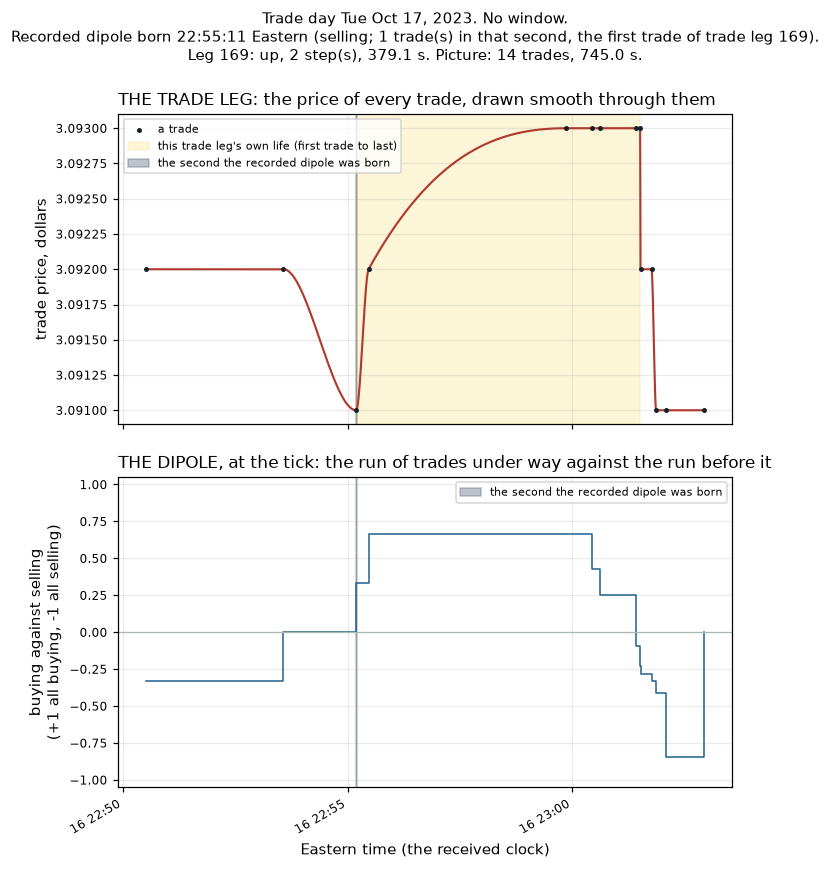 Trade day Tue Oct 17, 2023. No window.
Recorded dipole born 22:55:11 Eastern (selling; 1 trade(s) in that second, the first trade of trade leg 169).
Leg 169: up, 2 step(s), 379.1 s. Picture: 14 trades, 745.0 s.
THE TRADE LEG: the price of every trade, drawn smooth through them
a trade
this trade leg's own life (first trade to last)
the second the recorded dipole was born
trade price, dollars
3.09300
3.09275
3.09250
3.09225
3.09200
3.09175
3.09150
3.09125
3.09100
THE DIPOLE, at the tick: the run of trades under way against the run before it
the second the recorded dipole was born
buying against selling
(+1 all buying, -1 all selling)
1.00
0.75
0.50
0.25
0.00
−0.25
−0.50
−0.75
−1.00
16 22:50
16 22:55
16 23:00
Eastern time (the received clock)